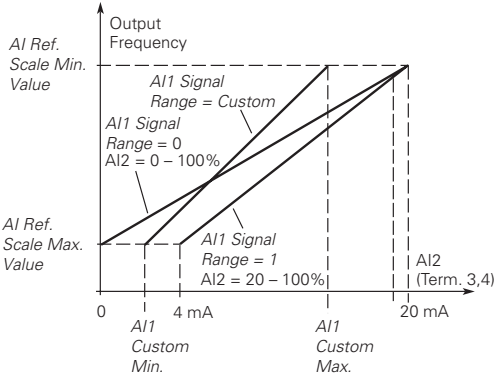 Output
Frequency
AI Ref.
Scale Min.
Value
AI1 Signal
Range = Custom
AI1 Signal
Range = 0
AI2 = 0 – 100%
AI Ref.
Scale Max.
Value
AI1 Signal
Range = 1
AI2 = 20 – 100%
AI2
(Term. 3,4)
0
4 mA
20 mA
AI1
Custom
Min.
AI1
Custom
Max.